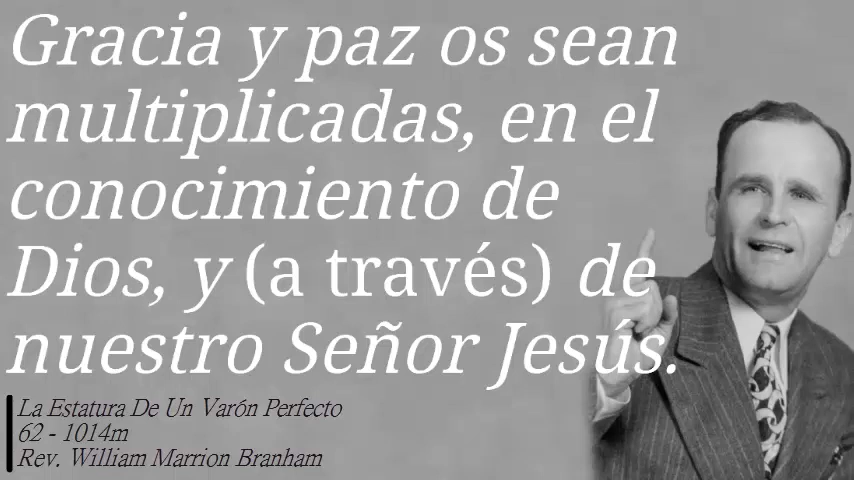 Gracia y paz os sean
multiplicadas, en el
conocimiento de
Dios, y (a través) de
nuestro Señor Jesús.
La Estatura De Un Varón Perfecto
62 - 1014m
Rev. William Marrion Branham